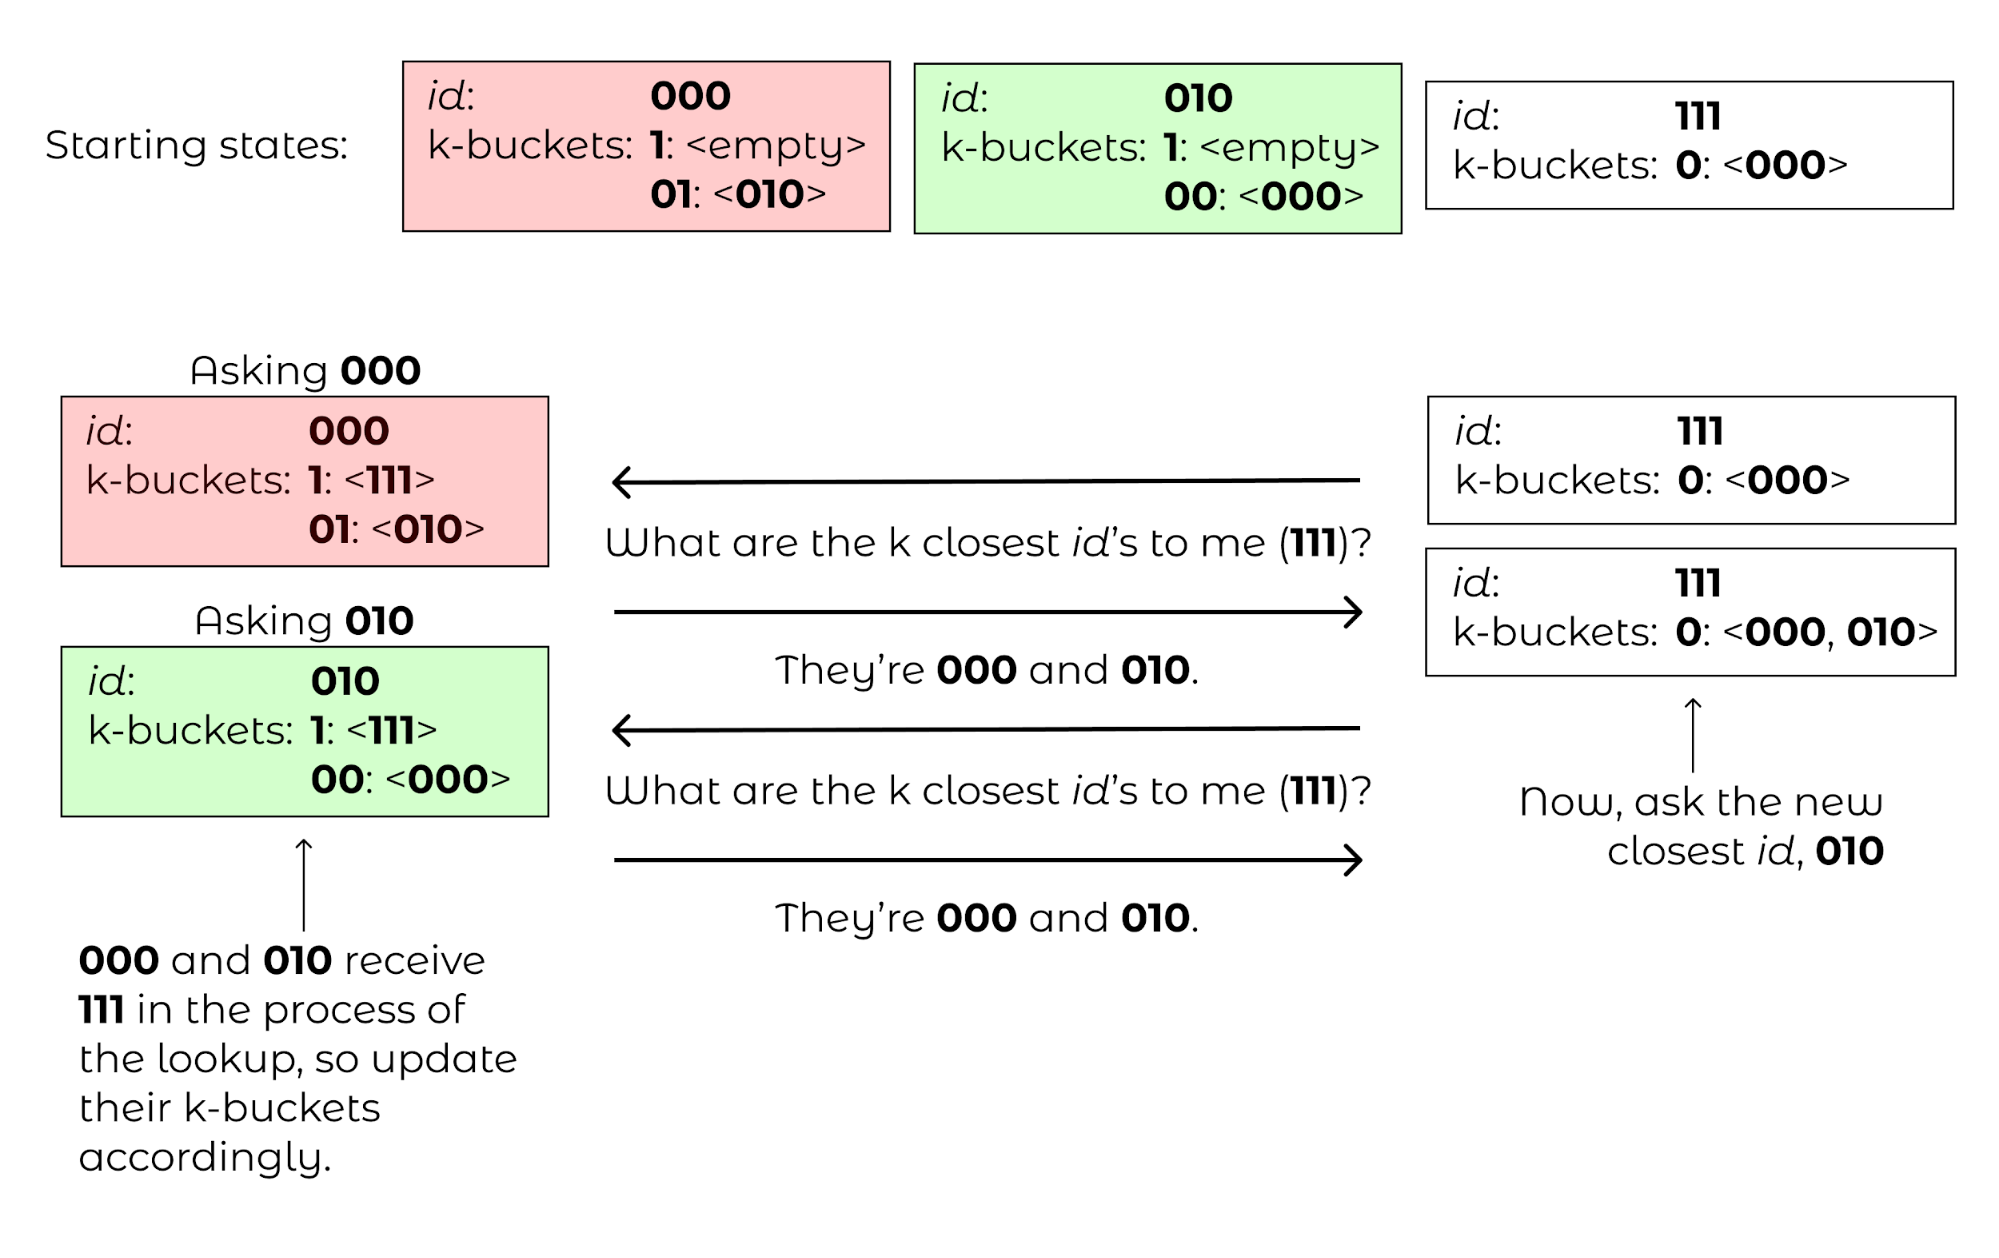 Starting states:
id: 000
k-buckets: 1: <empty>
01: <010>
id: 010
k-buckets: 1: <empty>
00: <000>
id: 111
k-buckets: 0: <000>
Asking 000
id: 000
k-buckets: 1: <111>
01: <010>
Asking 010
id: 010
k-buckets: 1: <111>
00: <000>
000 and 010 receive
111 in the process of
the lookup, so update
their k-buckets
accordingly.
What are the k closest id's to me (111)?
They're 000 and 010.
What are the k closest id's to me (111)?
They're 000 and 010.
id: 111
k-buckets: 0: <000>
id: 111
k-buckets: 0: <000, 010>
Now, ask the new
closest id, 010